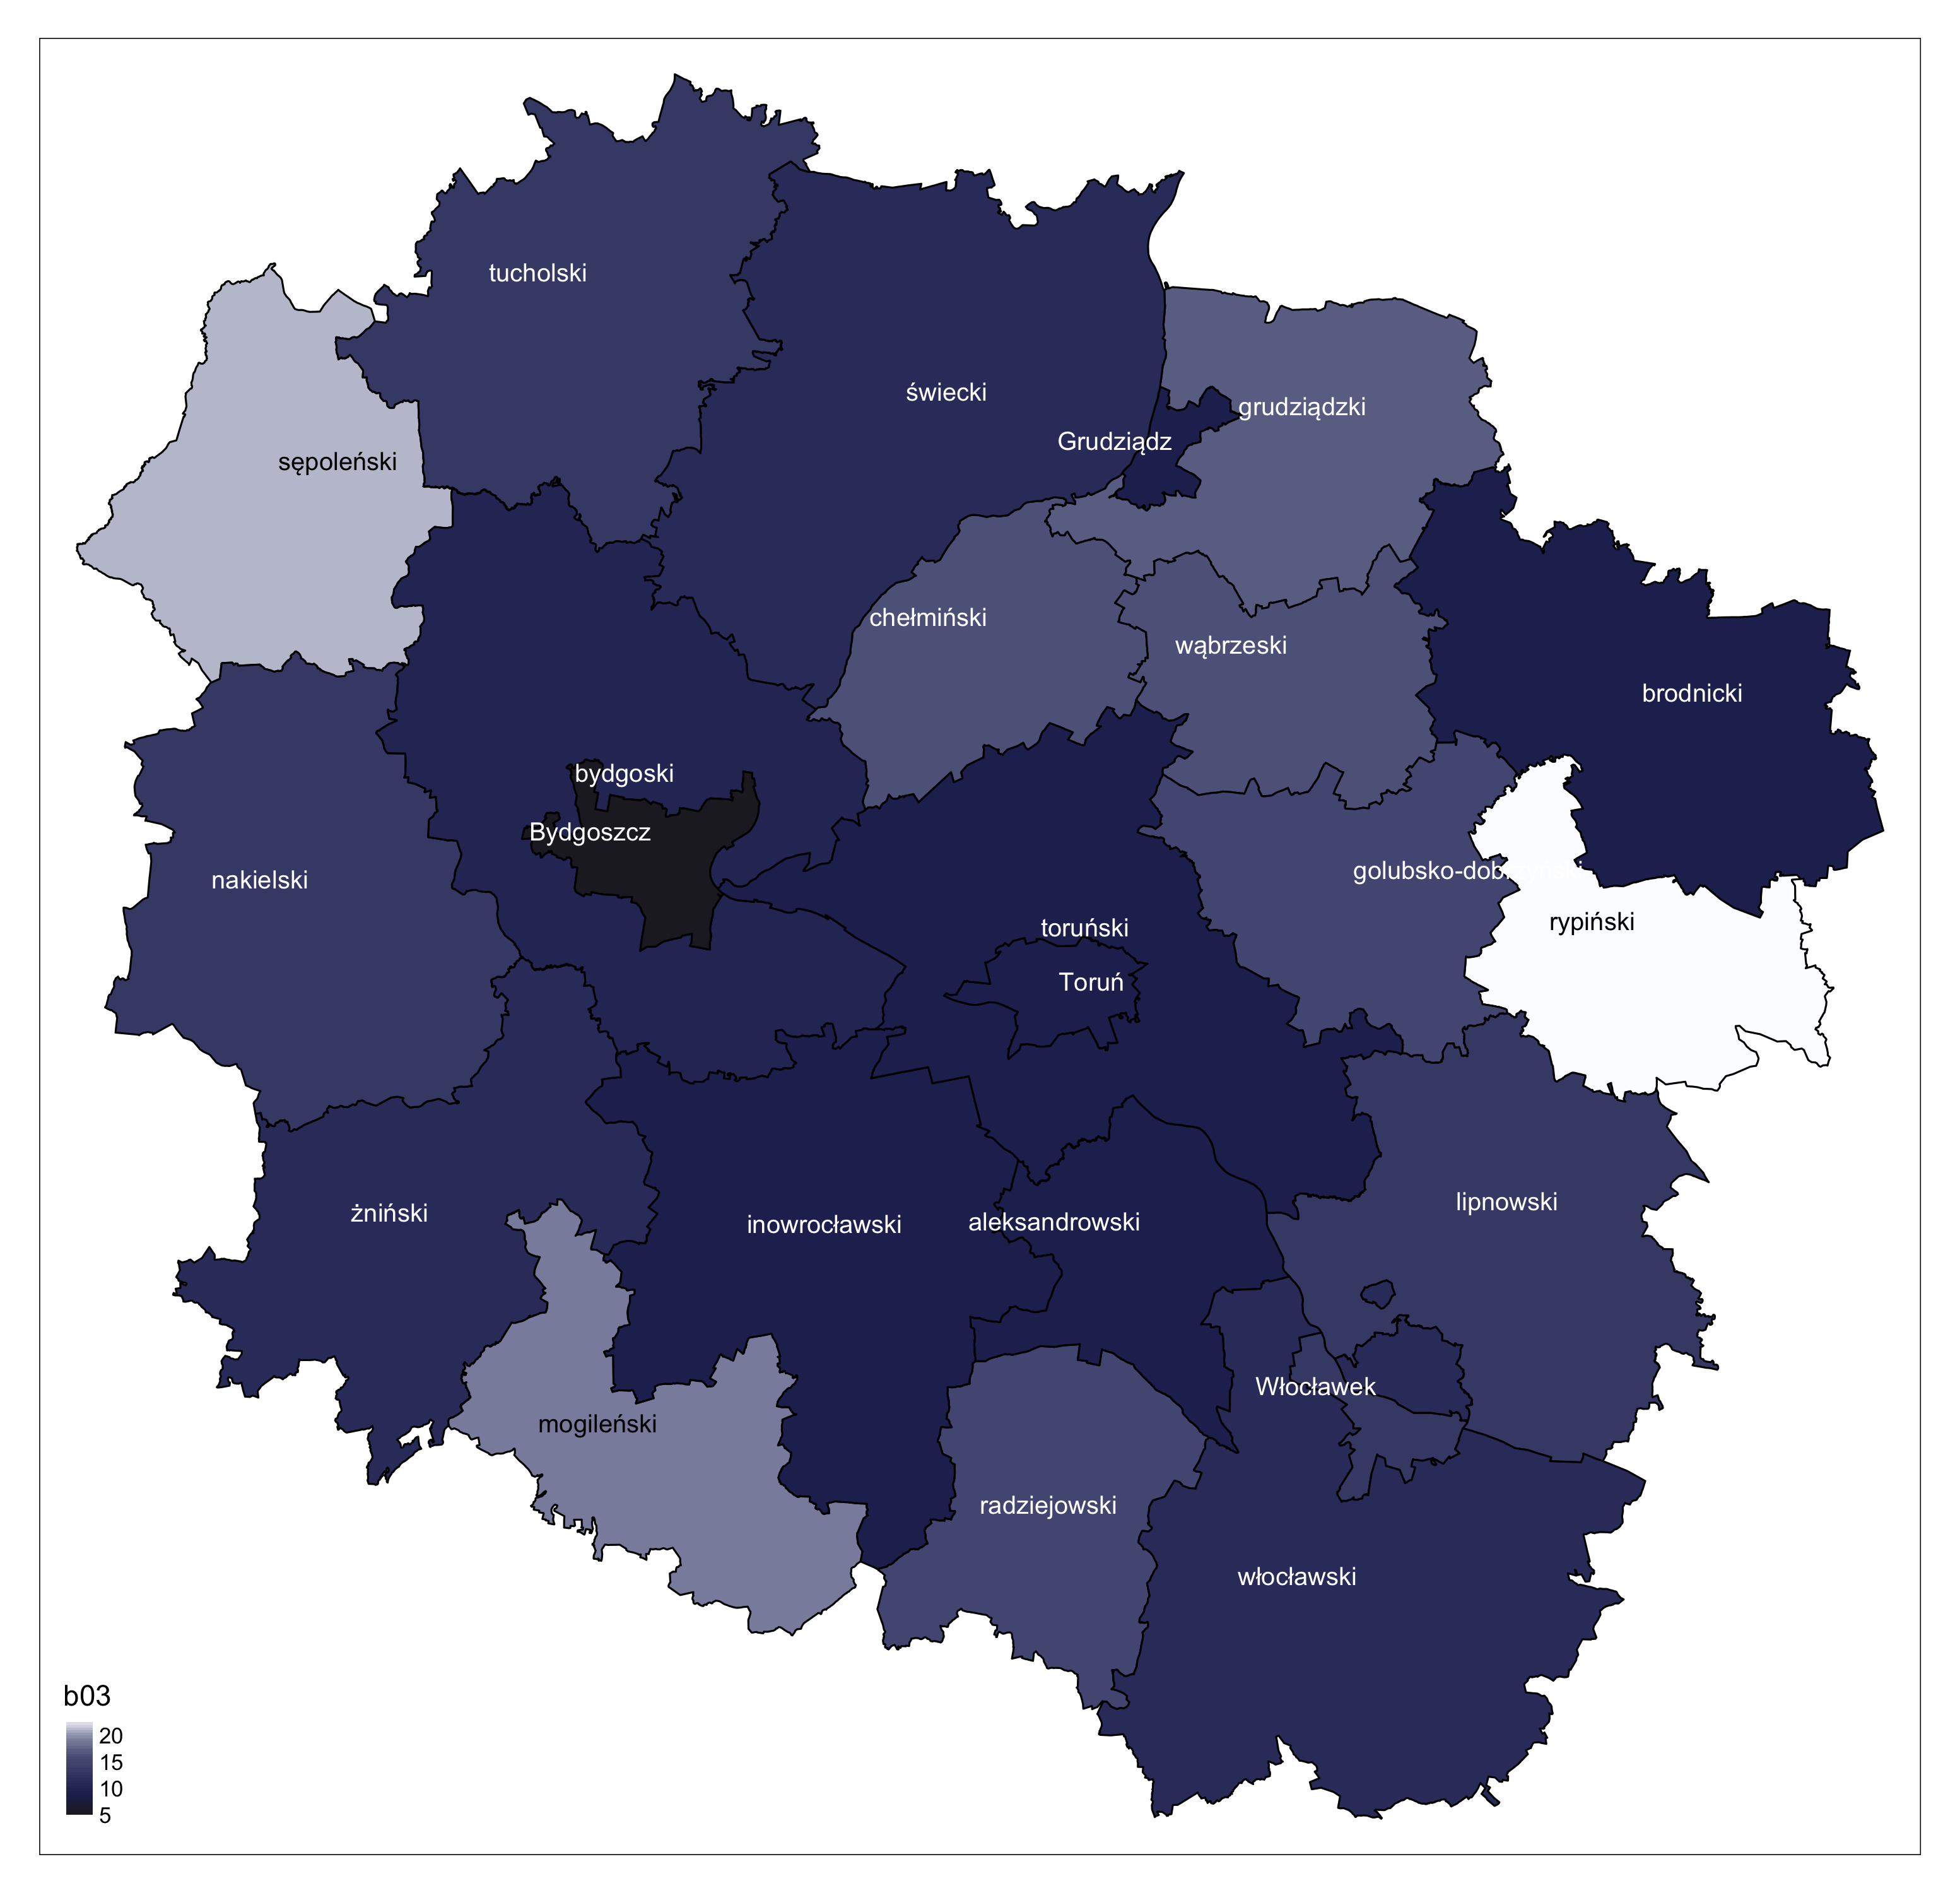 tucholski
świecki
grudziądzki
Grudziądz
sępoleński
chełmiński
wąbrzeski
brodnicki
bydgoski
Bydgoszcz
golubsko-dob
nakielski
rypiński
toruński
Toruń
lipnowski
żniński
inowrocławski
aleksandrowski
Włocławek
mogileński
radziejowski
włocławski
b03
20
15
10
5